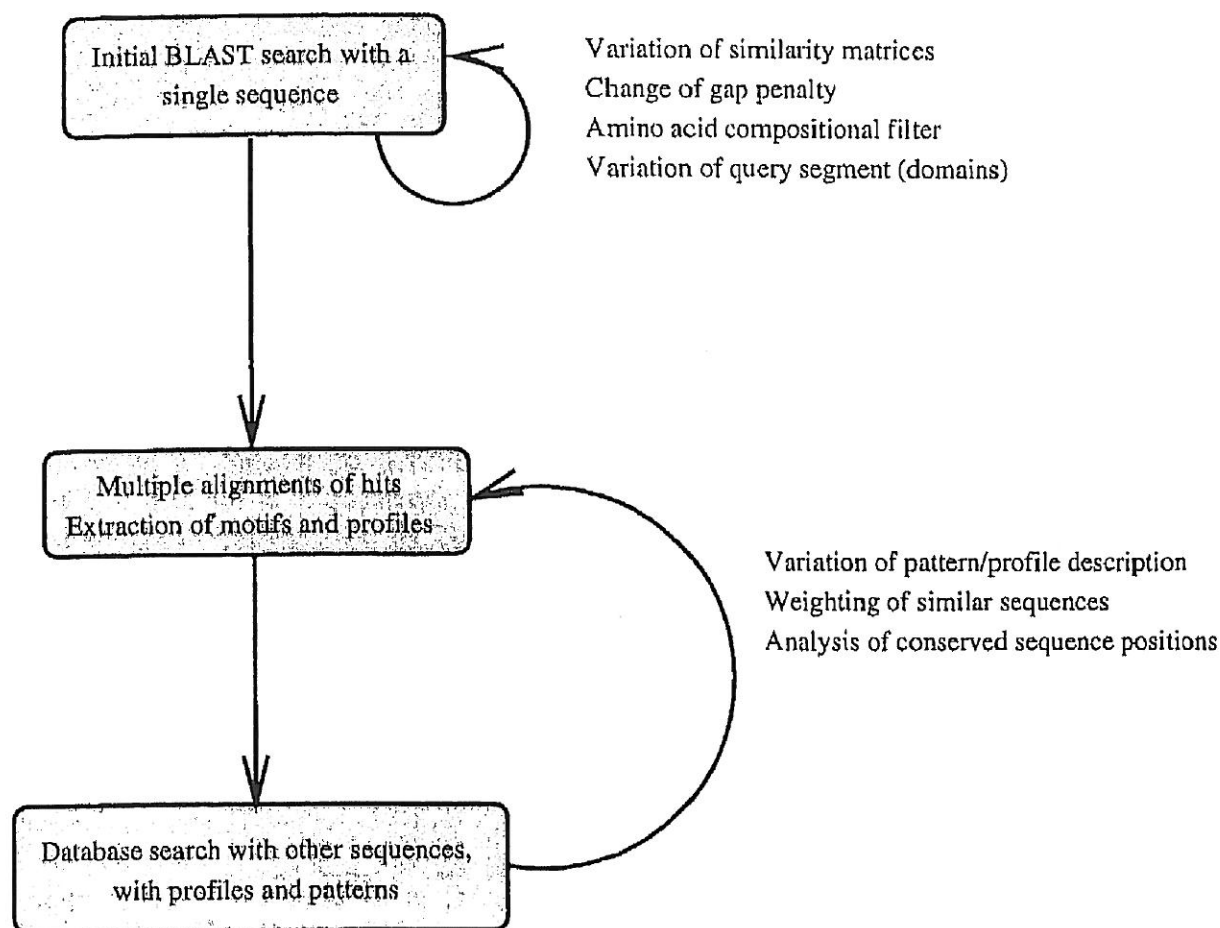 Initial BLAST search with a
single sequence
Variation of similarity matrices
Change of gap penalty
Amino acid compositional filter
Variation of query segment (domains)
Multiple alignments of hits
Extraction of motifs and profiles
Variation of pattern/profile description
Weighting of similar sequences
Analysis of conserved sequence positions
Database search with other sequences,
with profiles and patterns